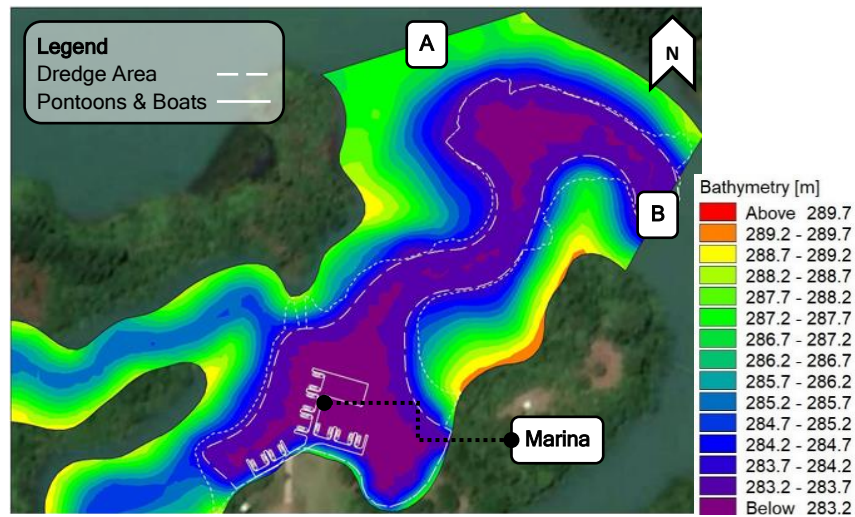 A
N
Legend
Dredge Area
Pontoons & Boats
B
Marina
Bathymetry [m]
Above 289.7
289.2 - 289.7
288.7 - 289.2
288.2 - 288.7
287.7 - 288.2
287.2 - 287.7
286.7 - 287.2
286.2 - 286.7
285.7 - 286.2
285.2 - 285.7
284.7 - 285.2
284.2 - 284.7
283.7 - 284.2
283.2 - 283.7
Below 283.2